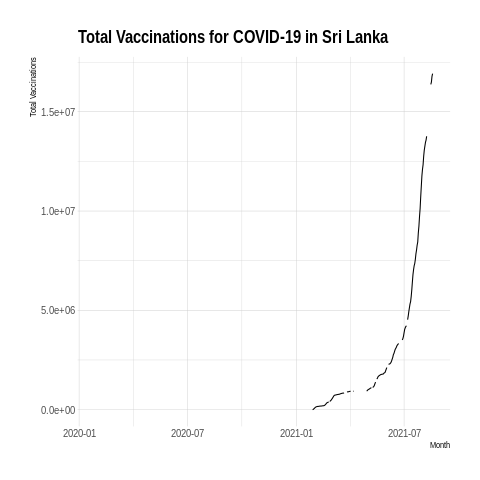 Total Vaccinations for COVID-19 in Sri Lanka
Total Vaccinations
1.5e+07
1.0e+07
5.0e+06
0.0e+00
2020-01
2020-07
2021-01
2021-07
Month